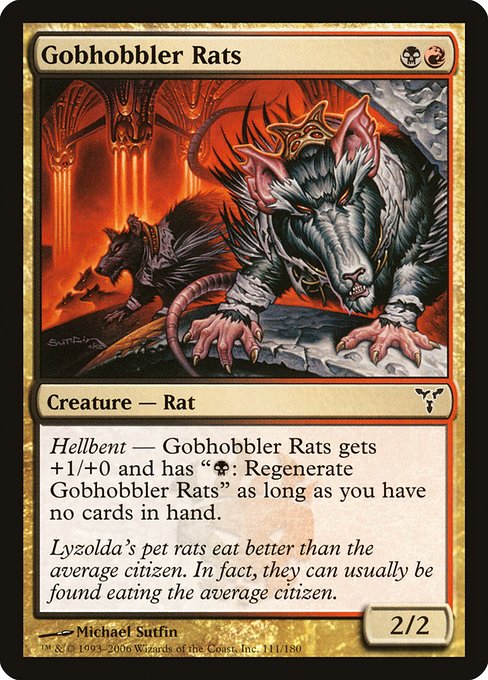 Gobhobbler Rats
Creature — Rat
Hellbent — Gobhobbler Rats gets
+1/+0 and has “: Regenerate
Gobhobbler Rats” as long as you have
no cards in hand.
Lyzolda’s pet rats eat better than the
average citizen. In fact, they can usually be
found eating the average citizen.
2/2
Michael Sutfin
™ & © 1993–2006 Wizards of the Coast, Inc. 111/180